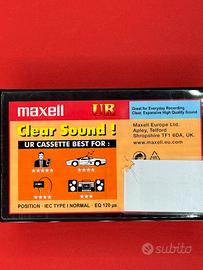 maxell UR
Great for Everyday Recording
Clear, Expansive High Quality Sound
Maxell Europe Ltd.
Apley, Telford
Shropshire TF1 6DA, UK.
www.maxell.eu.com
Clear Sound !
UR CASSETTE BEST FOR :
POSITION · IEC TYPE I NORMAL · EQ 120 µs
subito